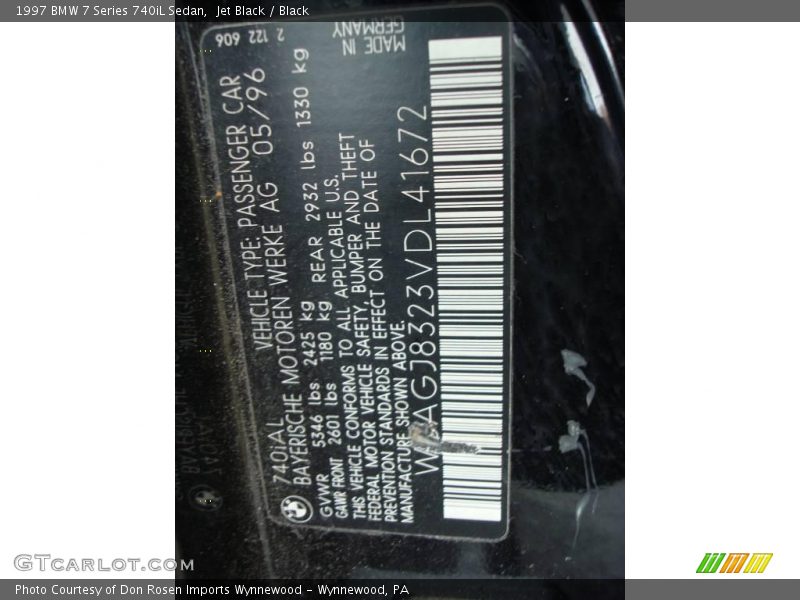 1997 BMW 7 Series 740iL Sedan, Jet Black / Black
2 122 606
MADE IN
GERMANY
740iAL VEHICLE TYPE: PASSENGER CAR
BAYERISCHE MOTOREN WERKE AG 05/96
GVWR 5346 lbs 2425 kg
GAWR FRONT 2601 lbs 1180 kg REAR 2932 lbs 1330 kg
THIS VEHICLE CONFORMS TO ALL APPLICABLE U.S.
FEDERAL MOTOR VEHICLE SAFETY, BUMPER AND THEFT
PREVENTION STANDARDS IN EFFECT ON THE DATE OF
MANUFACTURE SHOWN ABOVE.
GTCARLOT.COM
Photo Courtesy of Don Rosen Imports Wynnewood - Wynnewood, PA